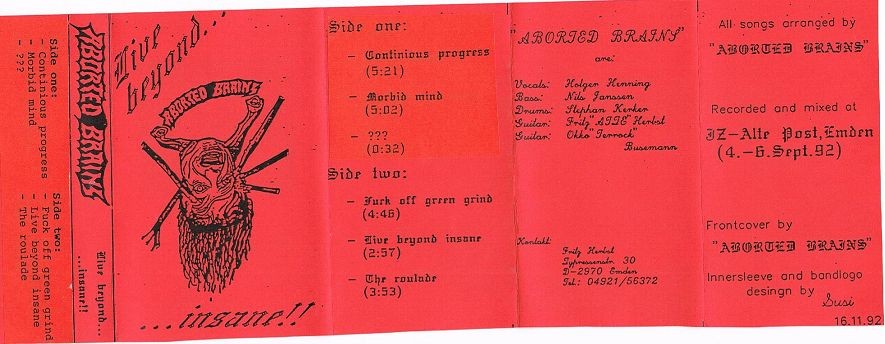 Side one:
- Continious progress
- Morbid mind
- ???
Side two:
- Fuck off green grind
- Live beyond insane
- The roulade
ABORTED BRAINS
Live beyond...
...insane!!
Live
beyond...
ABORTED BRAINS
...insane!!
Side one:
- Continious progress
(5:21)
- Morbid mind
(5:02)
- ???
(0:32)
Side two:
- Fuck off green grind
(4:46)
- Live beyond insane
(2:57)
- The roulade
(3:53)
"ABORTED BRAINS"
are:
Vocals: Holger Henning
Bass: Nils Janssen
Drums: Stephan Kerker
Guitar: Fritz "ATTE" Herbst
Guitar: Okko "Terrock"
Busemann
Kontakt:
Fritz Herbst
Zypressenstr. 30
D-2970 Emden
Tel.: 04921/56372
All songs arranged by
"ABORTED BRAINS"
Recorded and mixed at
JZ-Alte Post, Emden
(4.-6.Sept.92)
Frontcover by
"ABORTED BRAINS"
Innersleeve and bandlogo
desingn by
Susi
16.11.92